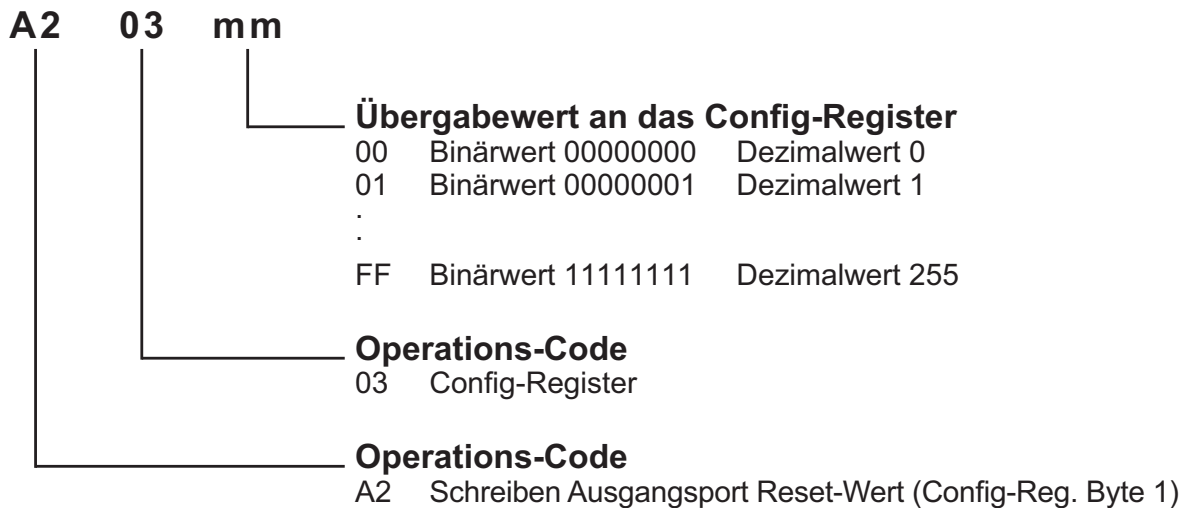 A2 03 mm
Übergabewert an das Config-Register
00 Binärwert 00000000 Dezimalwert 0
01 Binärwert 00000001 Dezimalwert 1
.
.
FF Binärwert 11111111 Dezimalwert 255
Operations-Code
03 Config-Register
Operations-Code
A2 Schreiben Ausgangsport Reset-Wert (Config-Reg. Byte 1)